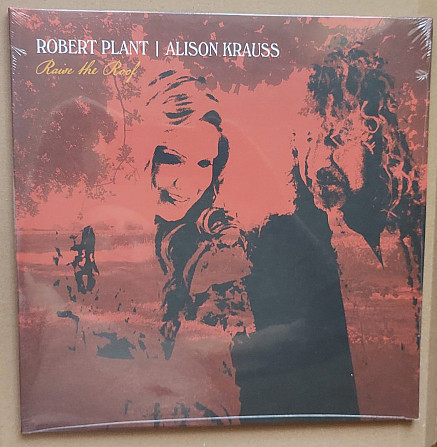 ROBERT PLANT | ALISON KRAUSS
Raise the Roof